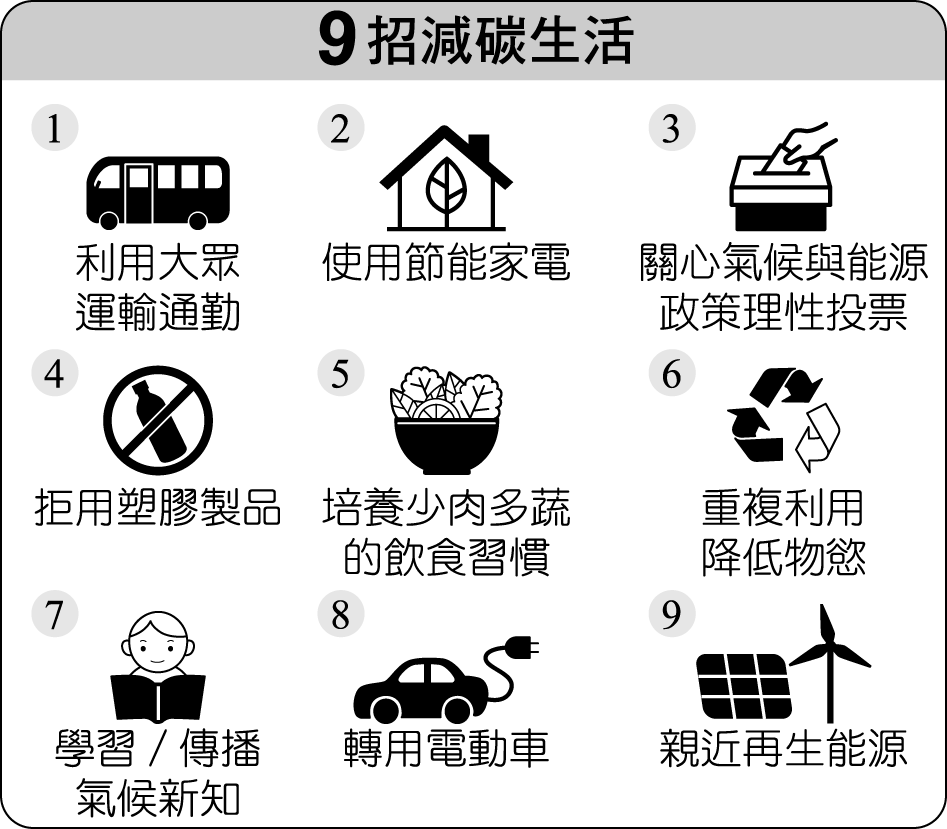 9招減碳生活
1
利用大眾
運輸通勤
2
使用節能家電
3
關心氣候與能源
政策理性投票
4
拒用塑膠製品
5
培養少肉多蔬
的飲食習慣
6
重複利用
降低物慾
7
學習/傳播
氣候新知
8
轉用電動車
9
親近再生能源